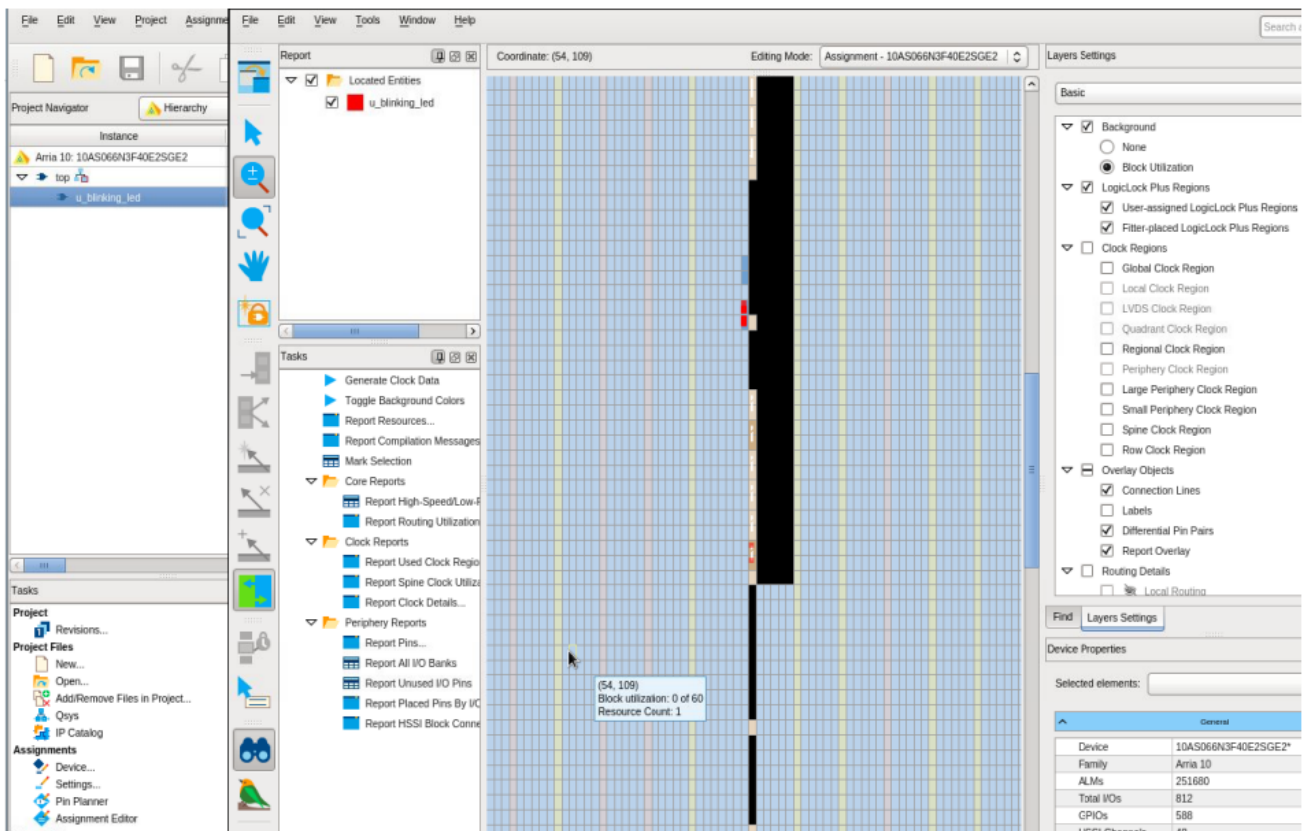 File Edit View Project Assignme
Project Navigator
Hierarchy
Instance
Arria 10: 10AS066N3F40E2SGE2
top
u_blinking_led
Tasks
Project
Revisions...
Project Files
New...
Open...
Add/Remove Files in Project...
Qsys
IP Catalog
Assignments
Device...
Settings...
Pin Planner
Assignment Editor
File Edit View Tools Window Help
Search
Report
Located Entities
u_blinking_led
Tasks
Generate Clock Data
Toggle Background Colors
Report Resources...
Report Compilation Messages
Mark Selection
Core Reports
Report High-Speed/Low-
Report Routing Utilization
Clock Reports
Report Used Clock Regio
Report Spine Clock Utiliz
Report Clock Details...
Periphery Reports
Report Pins...
Report All I/O Banks
Report Unused I/O Pins
Report Placed Pins By I/O
Report HSSI Block Conne
Coordinate: (54, 109)
Editing Mode: Assignment - 10AS066N3F40E2SGE2
(54, 109)
Block utilization: 0 of 60
Resource Count: 1
Layers Settings
Basic
Background
None
Block Utilization
LogicLock Plus Regions
User-assigned LogicLock Plus Regions
Fitter-placed LogicLock Plus Regions
Clock Regions
Global Clock Region
Local Clock Region
LVDS Clock Region
Quadrant Clock Region
Regional Clock Region
Periphery Clock Region
Large Periphery Clock Region
Small Periphery Clock Region
Spine Clock Region
Row Clock Region
Overlay Objects
Connection Lines
Labels
Differential Pin Pairs
Report Overlay
Routing Details
Local Routing
Find Layers Settings
Device Properties
Selected elements:
General
Device 10AS066N3F40E2SGE2*
Family Arria 10
ALMs 251680
Total I/Os 812
GPIOs 588